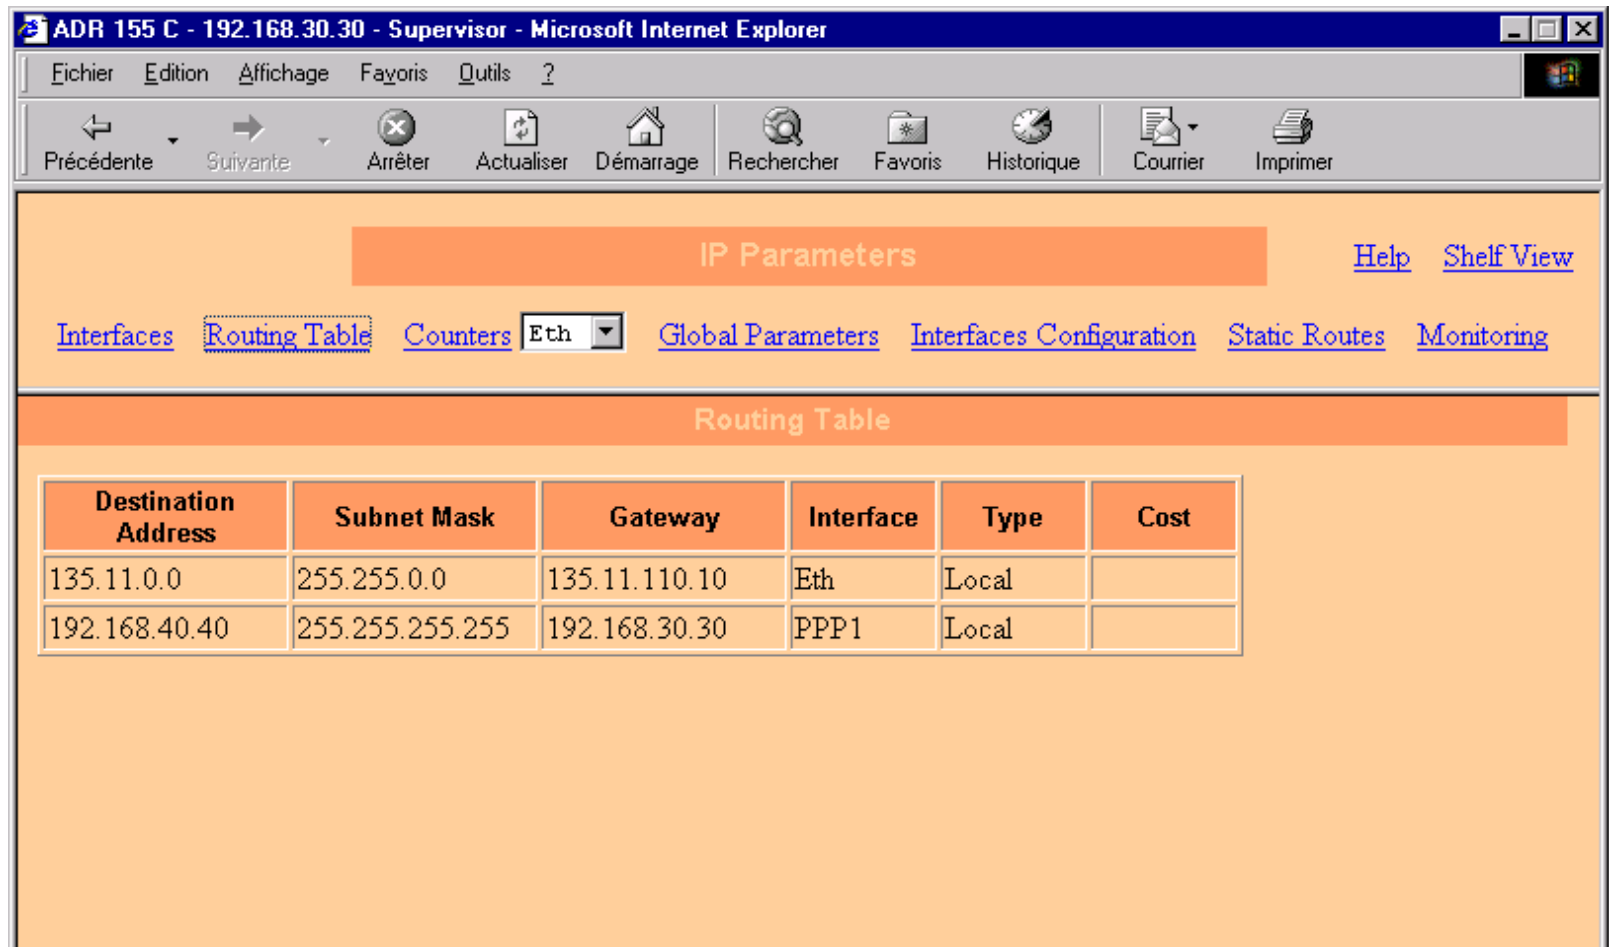 ADR 155 C - 192.168.30.30 - Supervisor - Microsoft Internet Explorer
Fichier Edition Affichage Favoris Outils ?
Précédente Suivante Arrêter Actualiser Démarrage Rechercher Favoris Historique Courrier Imprimer
IP Parameters
Help Shelf View
Interfaces Routing Table Counters Eth Global Parameters Interfaces Configuration Static Routes Monitoring
Routing Table
Destination Address Subnet Mask Gateway Interface Type Cost
135.11.0.0 255.255.0.0 135.11.110.10 Eth Local
192.168.40.40 255.255.255.255 192.168.30.30 PPP1 Local